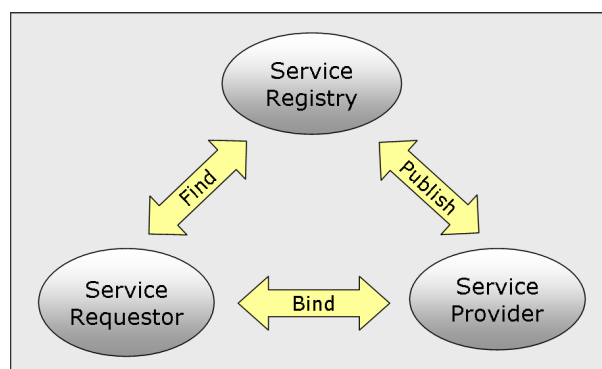 Service
Registry
Find
Publish
Service
Requestor
Bind
Service
Provider